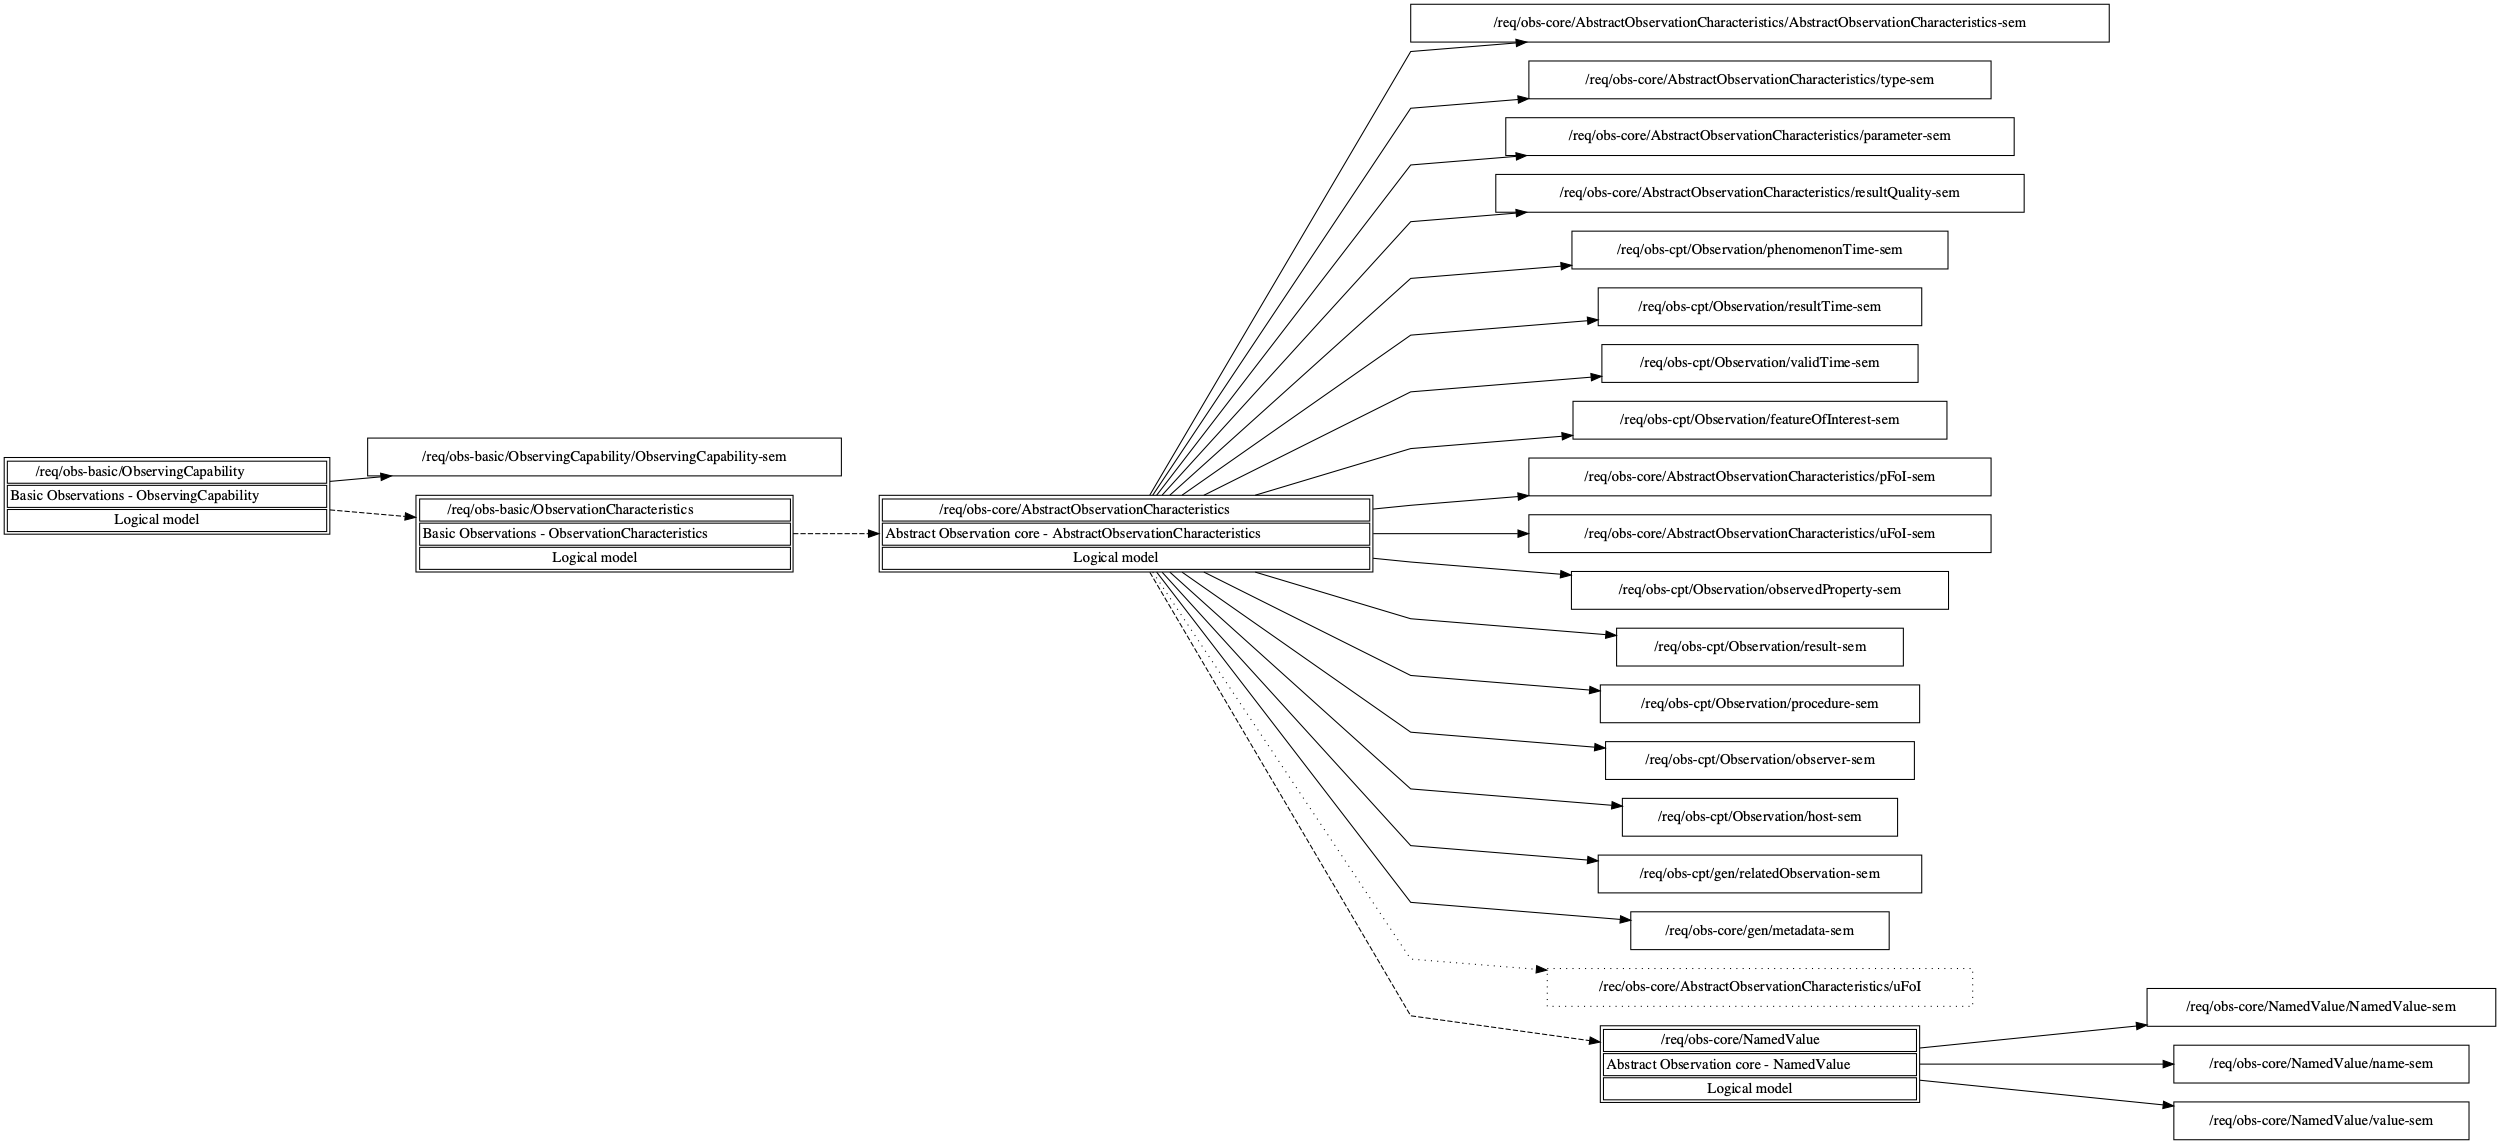 /req/obs-basic/ObservingCapability
Basic Observations - ObservingCapability
Logical model
/req/obs-basic/ObservingCapability/ObservingCapability-sem
/req/obs-basic/ObservationCharacteristics
Basic Observations - ObservationCharacteristics
Logical model
/req/obs-core/AbstractObservationCharacteristics
Abstract Observation core - AbstractObservationCharacteristics
Logical model
/req/obs-core/AbstractObservationCharacteristics/AbstractObservationCharacteristics-sem
/req/obs-core/AbstractObservationCharacteristics/type-sem
/req/obs-core/AbstractObservationCharacteristics/parameter-sem
/req/obs-core/AbstractObservationCharacteristics/resultQuality-sem
/req/obs-cpt/Observation/phenomenonTime-sem
/req/obs-cpt/Observation/resultTime-sem
/req/obs-cpt/Observation/validTime-sem
/req/obs-cpt/Observation/featureOfInterest-sem
/req/obs-core/AbstractObservationCharacteristics/pFoI-sem
/req/obs-core/AbstractObservationCharacteristics/uFoI-sem
/req/obs-cpt/Observation/observedProperty-sem
/req/obs-cpt/Observation/result-sem
/req/obs-cpt/Observation/procedure-sem
/req/obs-cpt/Observation/observer-sem
/req/obs-cpt/Observation/host-sem
/req/obs-cpt/gen/relatedObservation-sem
/req/obs-core/gen/metadata-sem
/rec/obs-core/AbstractObservationCharacteristics/uFoI
/req/obs-core/NamedValue
Abstract Observation core - NamedValue
Logical model
/req/obs-core/NamedValue/NamedValue-sem
/req/obs-core/NamedValue/name-sem
/req/obs-core/NamedValue/value-sem